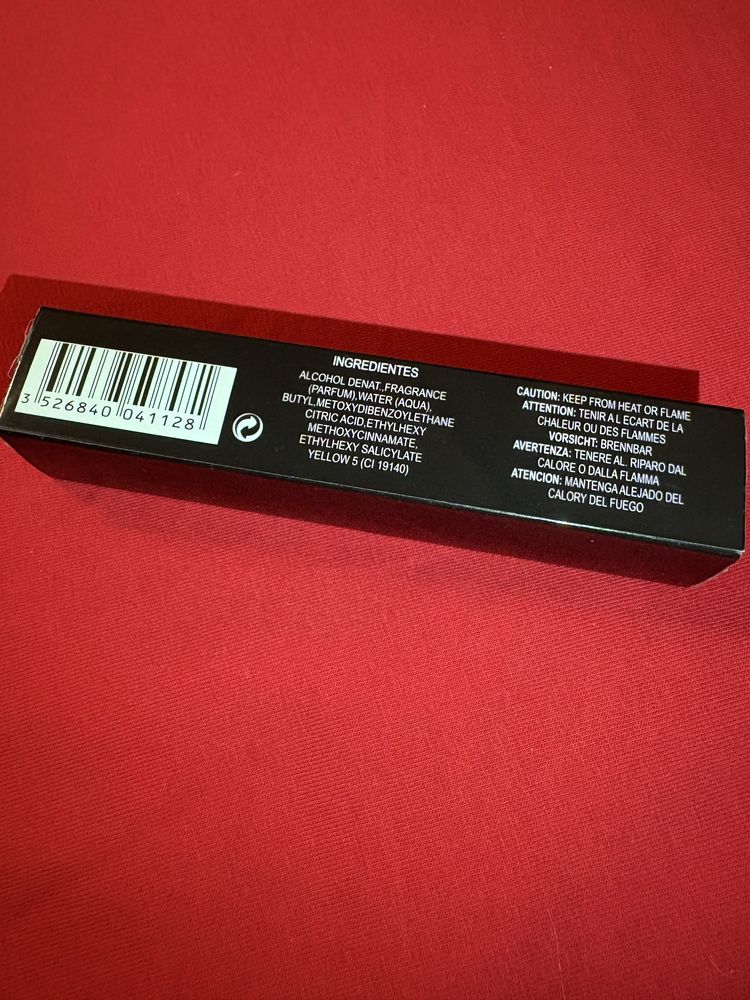 3 526840 041128
INGREDIENTES
ALCOHOL DENAT.,FRAGRANCE
(PARFUM),WATER (AQUA),
BUTYL,METOXYDIBENZOYLETHANE
CITRIC ACID,ETHYLHEXY
METHOXYCINNAMATE,
ETHYLHEXY SALICYLATE
YELLOW 5 (CI 19140)
CAUTION: KEEP FROM HEAT OR FLAME
ATTENTION: TENIR A L ECART DE LA
CHALEUR OU DES FLAMMES
VORSICHT: BRENNBAR
AVERTENZA: TENERE AL. RIPARO DAL
CALORE O DALLA FIAMMA
ATENCION: MANTENGA ALEJADO DEL
CALORY DEL FUEGO